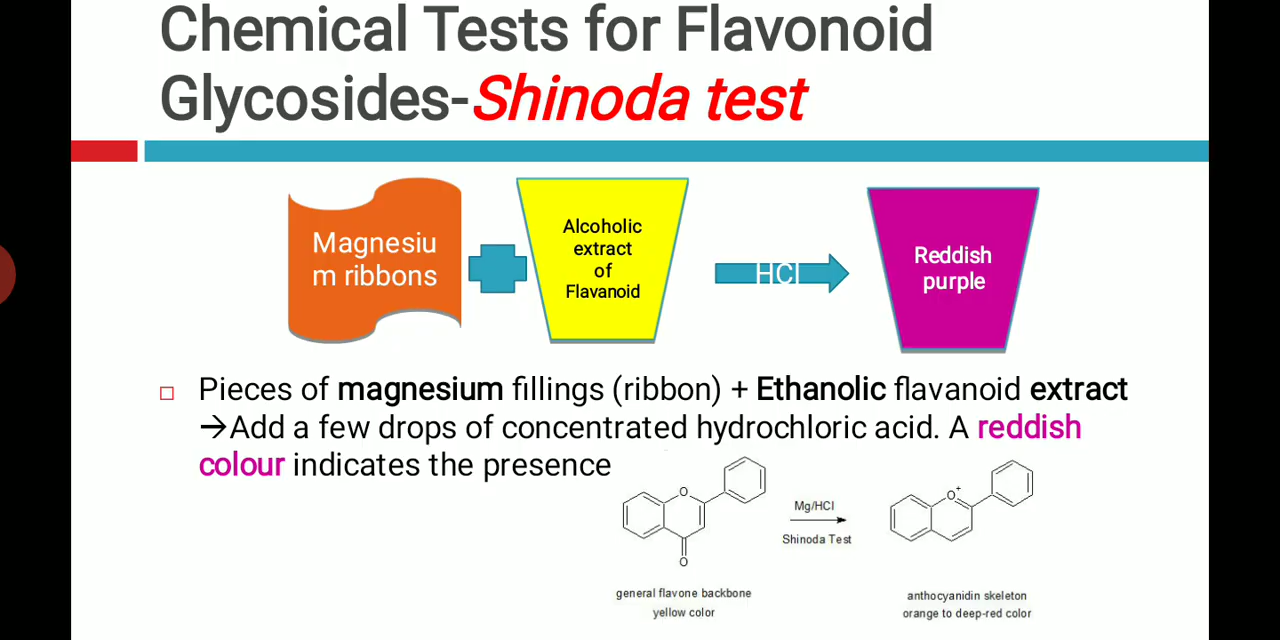 Chemical Tests for Flavonoid
Glycosides-Shinoda test
Magnesiu
m ribbons
Alcoholic
extract
of
Flavanoid
HCl
Reddish
purple
□ Pieces of magnesium fillings (ribbon) + Ethanolic flavanoid extract
→Add a few drops of concentrated hydrochloric acid. A reddish
colour indicates the presence
O
O
Mg/HCl
Shinoda Test
O+
general flavone backbone
yellow color
anthocyanidin skeleton
orange to deep-red color